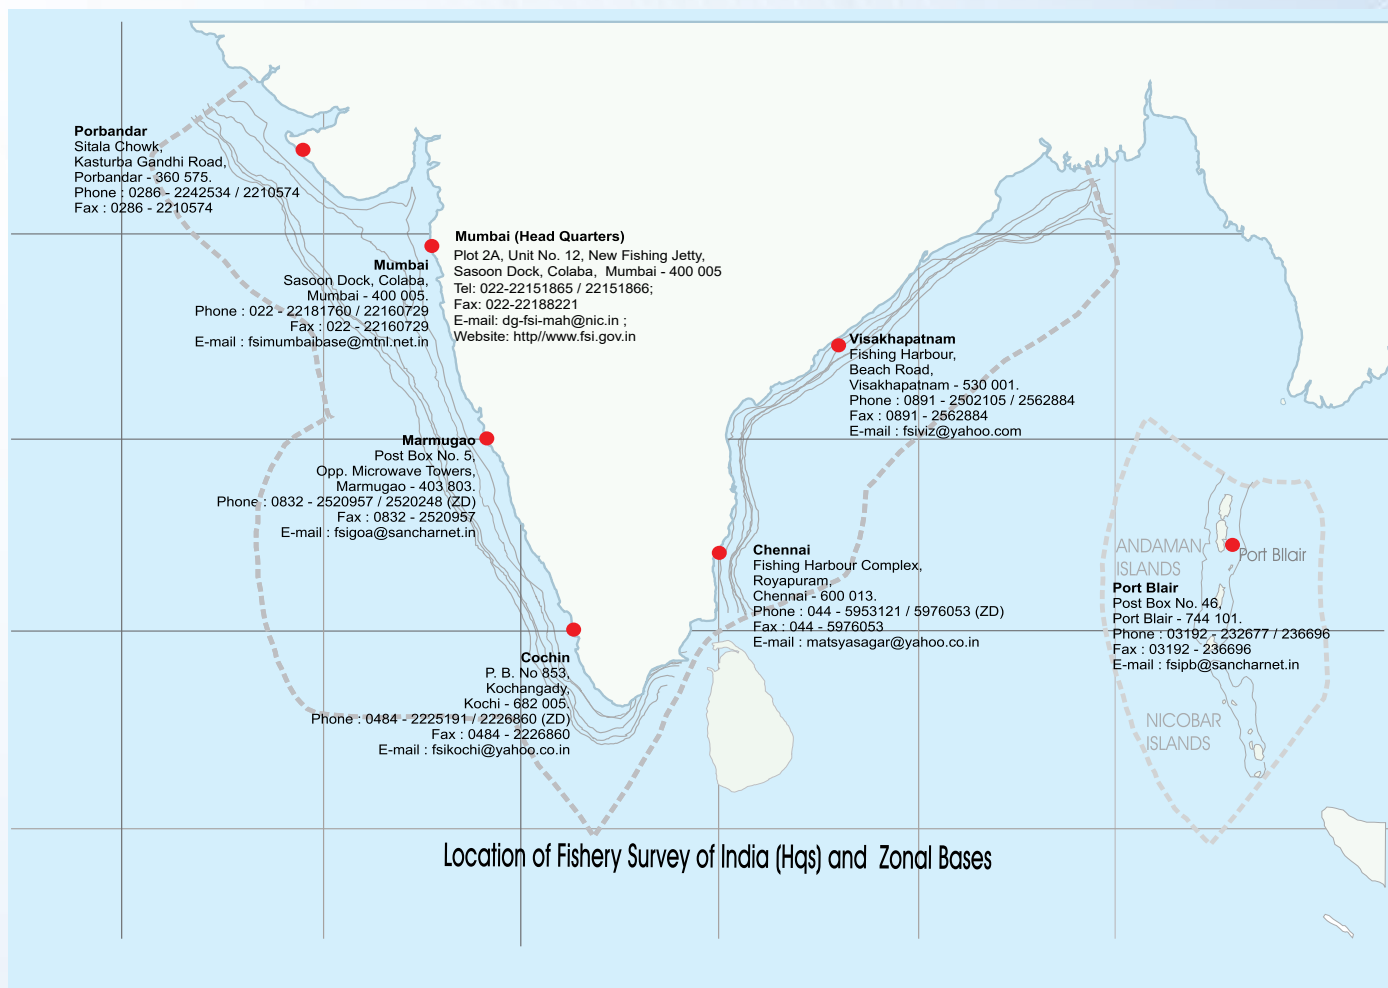 Porbandar
Sitala Chowk,
Kasturba Gandhi Road,
Porbandar - 360 575.
Phone : 0286 - 2242534 / 2210574
Fax : 0286 - 2210574
Mumbai (Head Quarters)
Plot 2A, Unit No. 12, New Fishing Jetty,
Sasoon Dock, Colaba, Mumbai - 400 005
Tel: 022-22151865 / 22151866;
Fax: 022-22188221
E-mail: dg-fsi-mah@nic.in ;
Website: http//www.fsi.gov.in
Mumbai
Sasoon Dock, Colaba,
Mumbai - 400 005.
Phone : 022 - 22181760 / 22160729
Fax : 022 - 22160729
E-mail : fsimumbaibase@mtnl.net.in
Visakhapatnam
Fishing Harbour,
Beach Road,
Visakhapatnam - 530 001.
Phone : 0891 - 2502105 / 2562884
Fax : 0891 - 2562884
E-mail : fsiviz@yahoo.com
Marmugao
Post Box No. 5,
Opp. Microwave Towers,
Marmugao - 403 803.
Phone : 0832 - 2520957 / 2520248 (ZD)
Fax : 0832 - 2520957
E-mail : fsigoa@sancharnet.in
Chennai
Fishing Harbour Complex,
Royapuram,
Chennai - 600 013.
Phone : 044 - 5953121 / 5976053 (ZD)
Fax : 044 - 5976053
E-mail : matsyasagar@yahoo.co.in
ANDAMAN
ISLANDS
Port Bllair
Port Blair
Post Box No. 46,
Port Blair - 744 101.
Phone : 03192 - 232677 / 236696
Fax : 03192 - 236696
E-mail : fsipb@sancharnet.in
NICOBAR
ISLANDS
Cochin
P. B. No 853,
Kochangady,
Kochi - 682 005.
Phone : 0484 - 2225191 / 2226860 (ZD)
Fax : 0484 - 2226860
E-mail : fsikochi@yahoo.co.in
Location of Fishery Survey of India (Hqs) and Zonal Bases